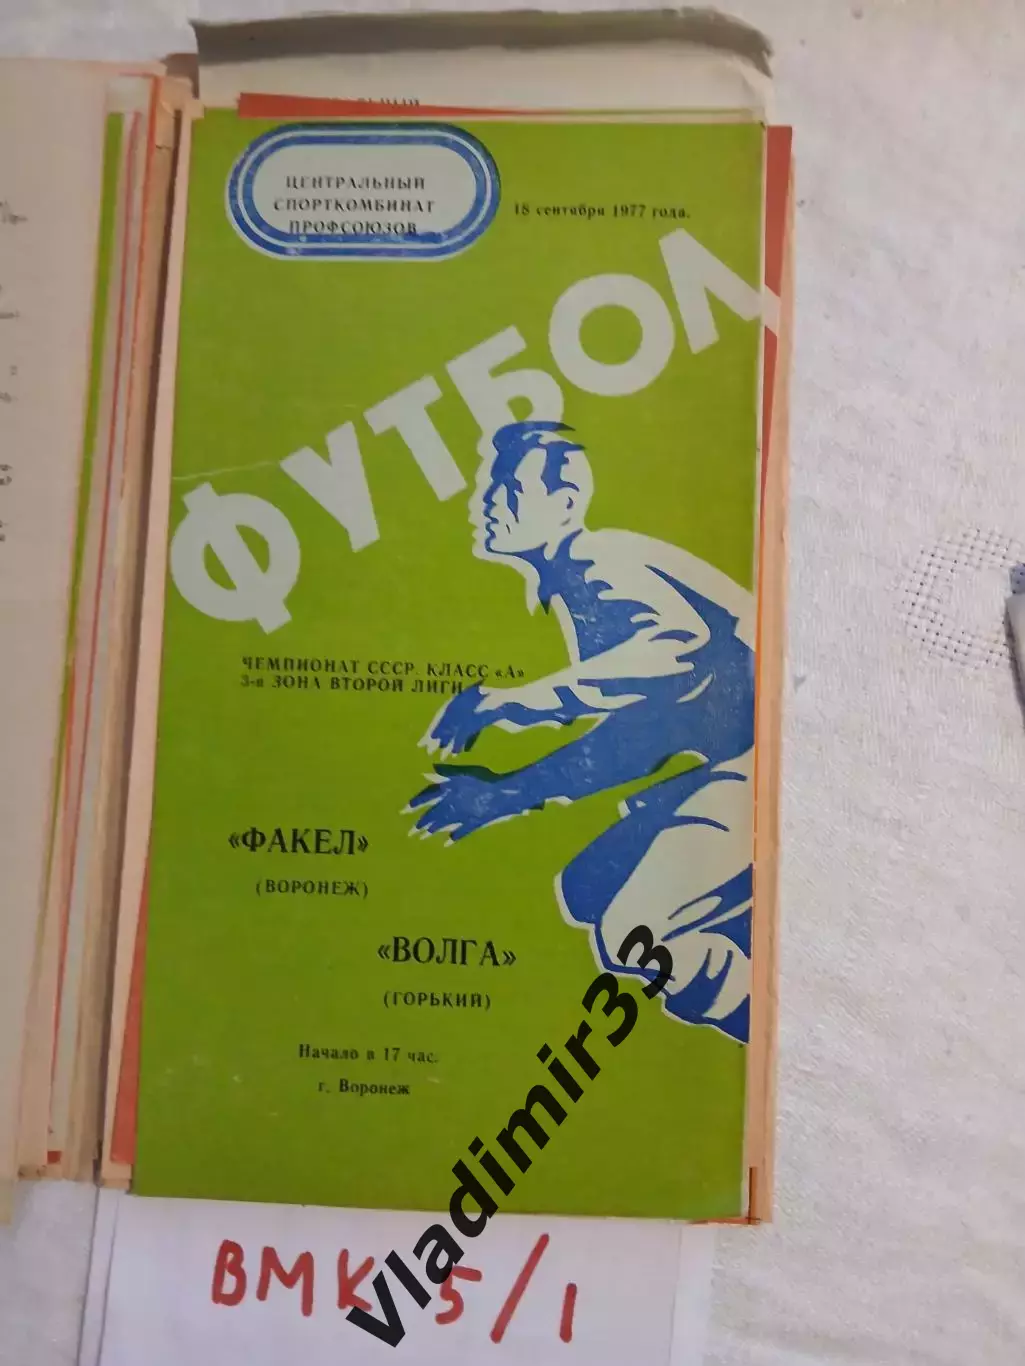 ЦЕНТРАЛЬНЫЙ
СПОРТКОМБИНАТ
ПРОФСОЮЗОВ
18 сентября 1977 года.
ФУТБОЛ
ЧЕМПИОНАТ СССР. КЛАСС «А»
3-я ЗОНА ВТОРОЙ ЛИГИ
«ФАКЕЛ»
(ВОРОНЕЖ)
«ВОЛГА»
(ГОРЬКИЙ)
Начало в 17 час.
г. Воронеж
vladimir33
ВМК 5/1